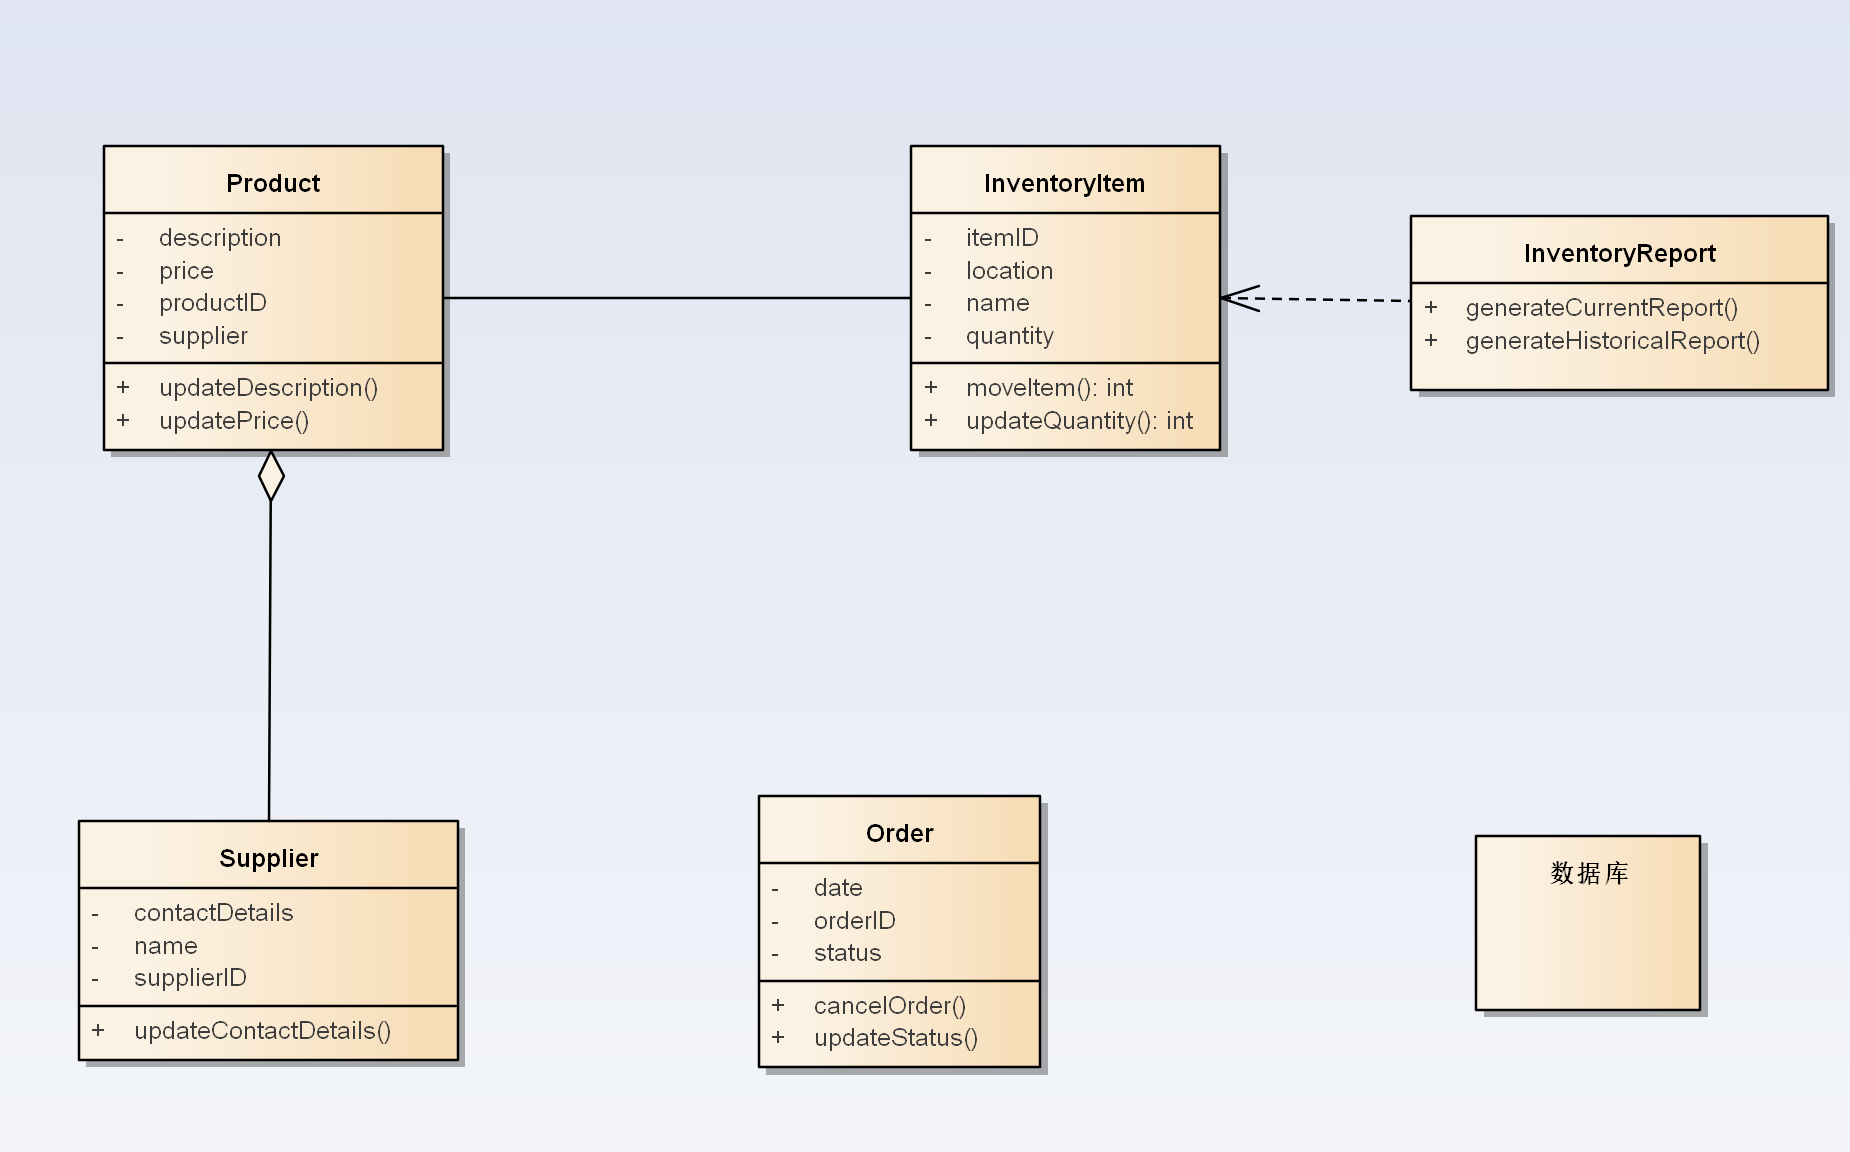 Product
- description
- price
- productID
- supplier
+ updateDescription()
+ updatePrice()
InventoryItem
- itemID
- location
- name
- quantity
+ moveItem(): int
+ updateQuantity(): int
InventoryReport
+ generateCurrentReport()
+ generateHistoricalReport()
Supplier
- contactDetails
- name
- supplierID
+ updateContactDetails()
Order
- date
- orderID
- status
+ cancelOrder()
+ updateStatus()
数据库